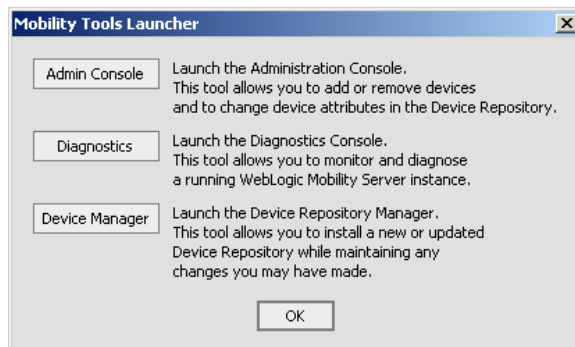 Mobility Tools Launcher
Admin Console
Launch the Administration Console.
This tool allows you to add or remove devices
and to change device attributes in the Device Repository.
Diagnostics
Launch the Diagnostics Console.
This tool allows you to monitor and diagnose
a running WebLogic Mobility Server instance.
Device Manager
Launch the Device Repository Manager.
This tool allows you to install a new or updated
Device Repository while maintaining any
changes you may have made.
OK